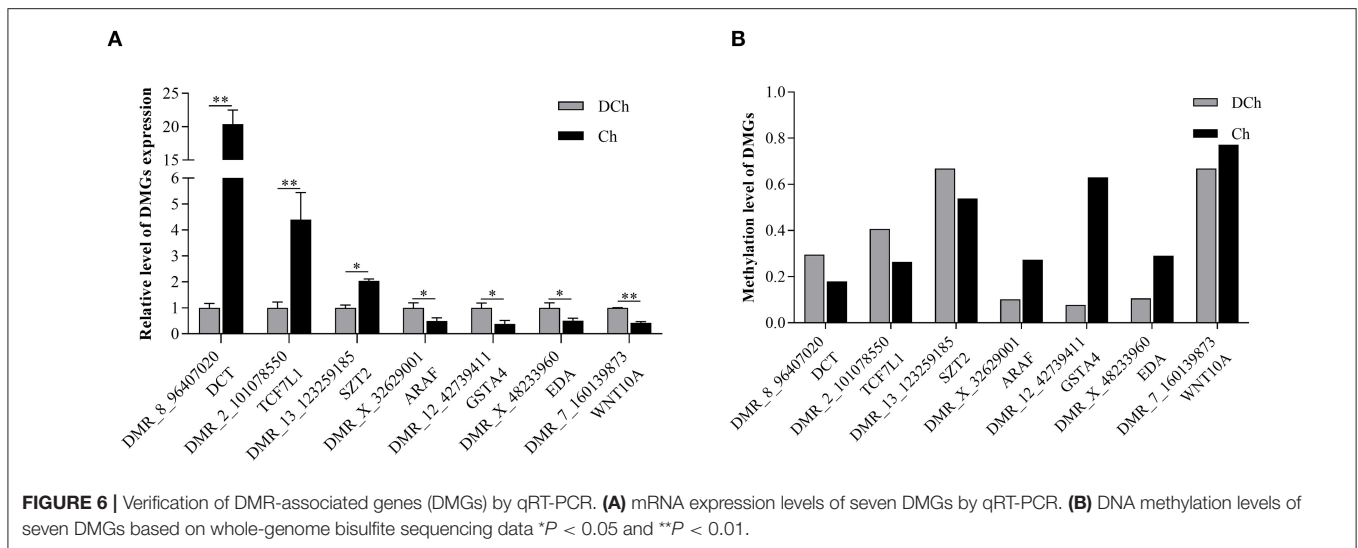 A
Relative level of DMGs expression
25
20
15
6
5
4
3
2
1
0
**
**
*
*
*
*
**
DCh
Ch
DMR_8_96407020
DCT
DMR_2_101078550
TCF7L1
DMR_13_123259185
SZT2
DMR_X_32629001
ARAF
DMR_12_42739411
GSTA4
DMR_X_48233960
EDA
DMR_7_160139873
WNT10A
B
Methylation level of DMGs
1.0
0.8
0.6
0.4
0.2
0.0
DCh
Ch
DMR_8_96407020
DCT
DMR_2_101078550
TCF7L1
DMR_13_123259185
SZT2
DMR_X_32629001
ARAF
DMR_12_42739411
GSTA4
DMR_X_48233960
EDA
DMR_7_160139873
WNT10A
FIGURE 6 | Verification of DMR-associated genes (DMGs) by qRT-PCR. (A) mRNA expression levels of seven DMGs by qRT-PCR. (B) DNA methylation levels of
seven DMGs based on whole-genome bisulfite sequencing data *P < 0.05 and **P < 0.01.